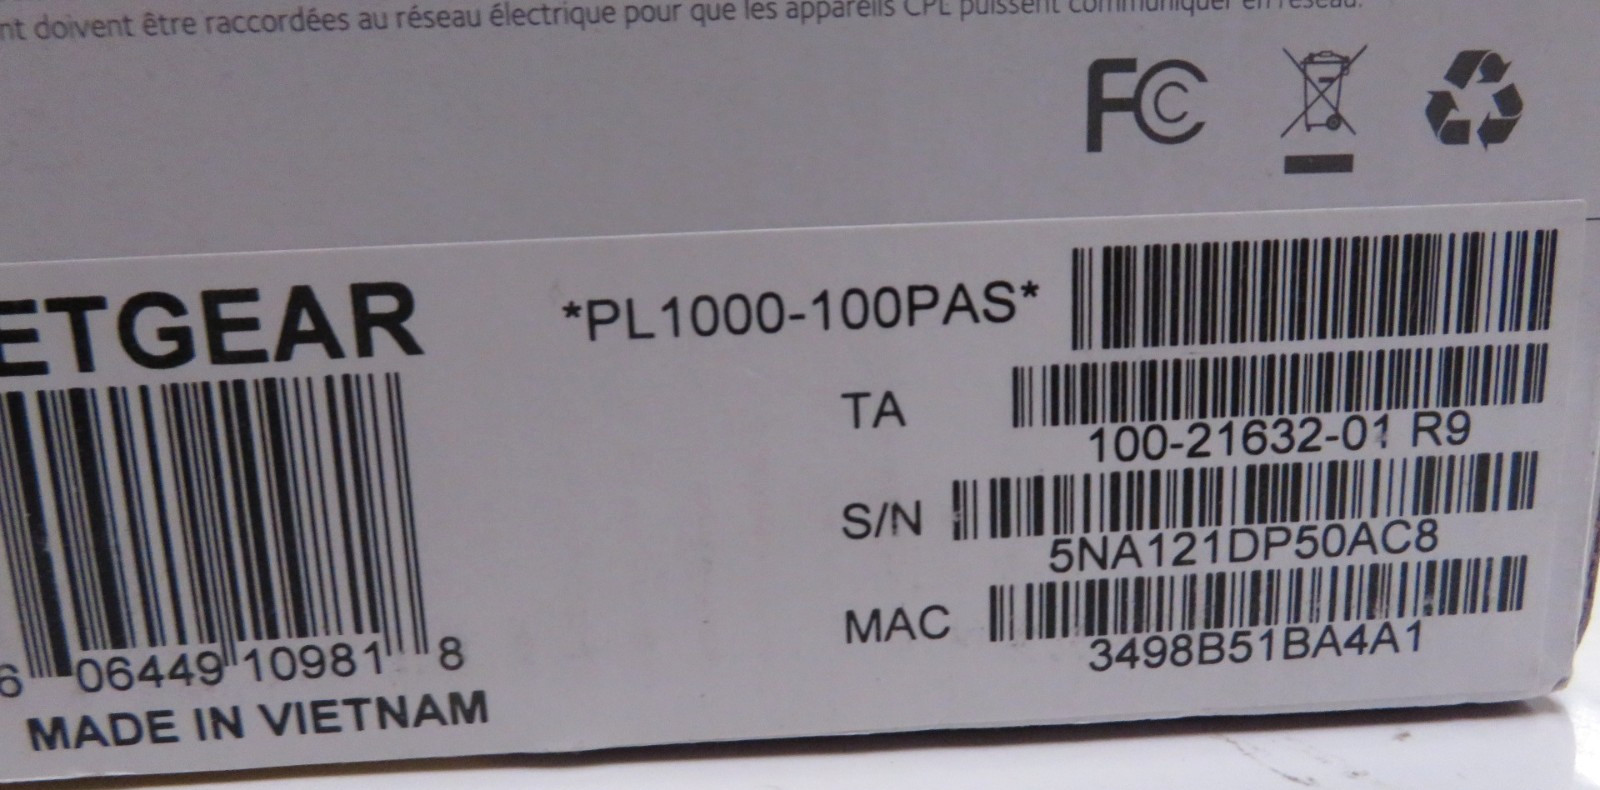 nt doivent être raccordées au réseau électrique pour que les appareils CPL puissent communiquer en réseau.
FCC
ETGEAR
*PL1000-100PAS*
TA
100-21632-01 R9
S/N
5NA121DP50AC8
MAC
3498B51BA4A1
6 06449 10981 8
MADE IN VIETNAM